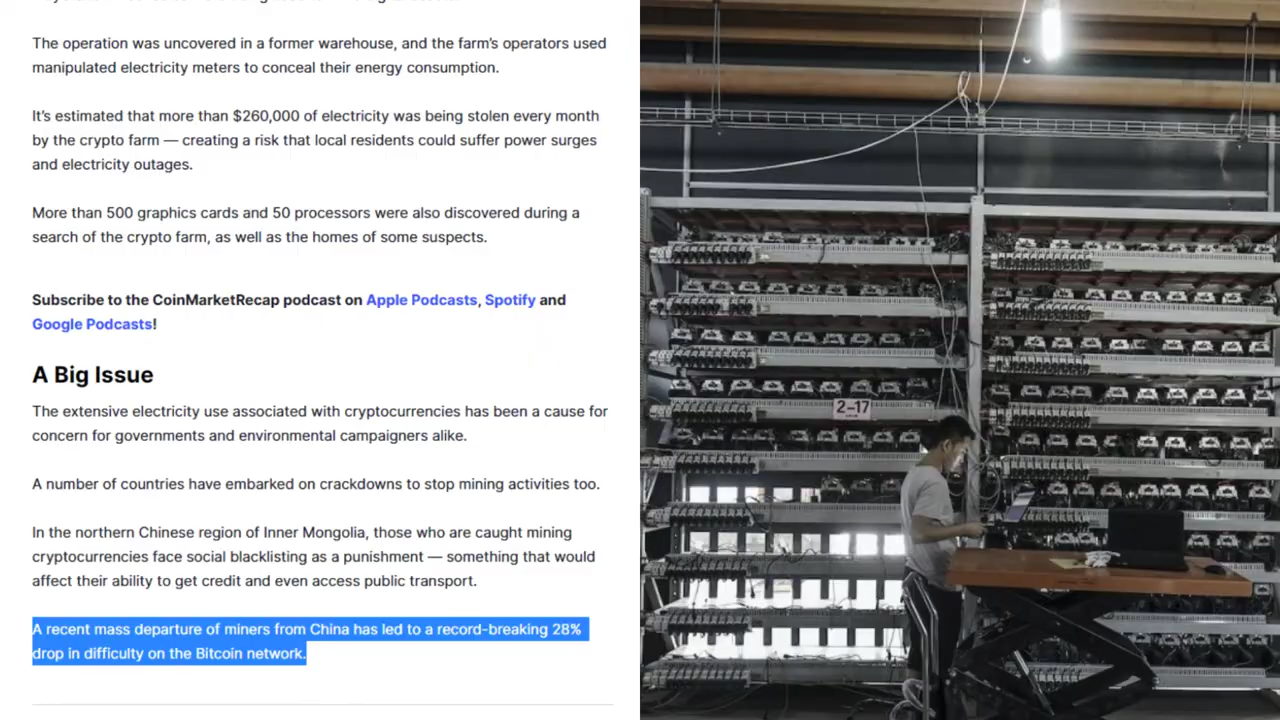 The operation was uncovered in a former warehouse, and the farm's operators used
manipulated electricity meters to conceal their energy consumption.
It's estimated that more than $260,000 of electricity was being stolen every month
by the crypto farm — creating a risk that local residents could suffer power surges
and electricity outages.
More than 500 graphics cards and 50 processors were also discovered during a
search of the crypto farm, as well as the homes of some suspects.
Subscribe to the CoinMarketRecap podcast on Apple Podcasts, Spotify and
Google Podcasts!
A Big Issue
The extensive electricity use associated with cryptocurrencies has been a cause for
concern for governments and environmental campaigners alike.
A number of countries have embarked on crackdowns to stop mining activities too.
In the northern Chinese region of Inner Mongolia, those who are caught mining
cryptocurrencies face social blacklisting as a punishment — something that would
affect their ability to get credit and even access public transport.
A recent mass departure of miners from China has led to a record-breaking 28%
drop in difficulty on the Bitcoin network.
2-17